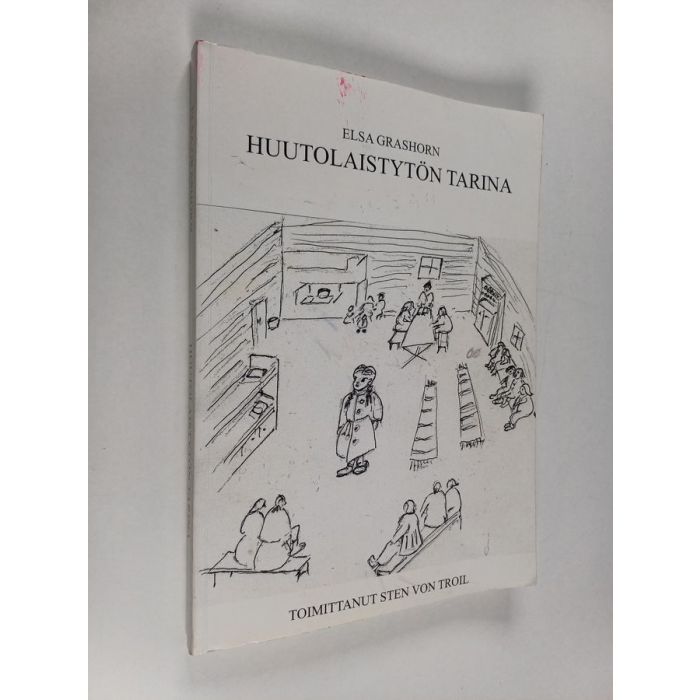 ELSA GRASHORN
HUUTOLAISTYTÖN TARINA
TOIMITTANUT STEN VON TROIL